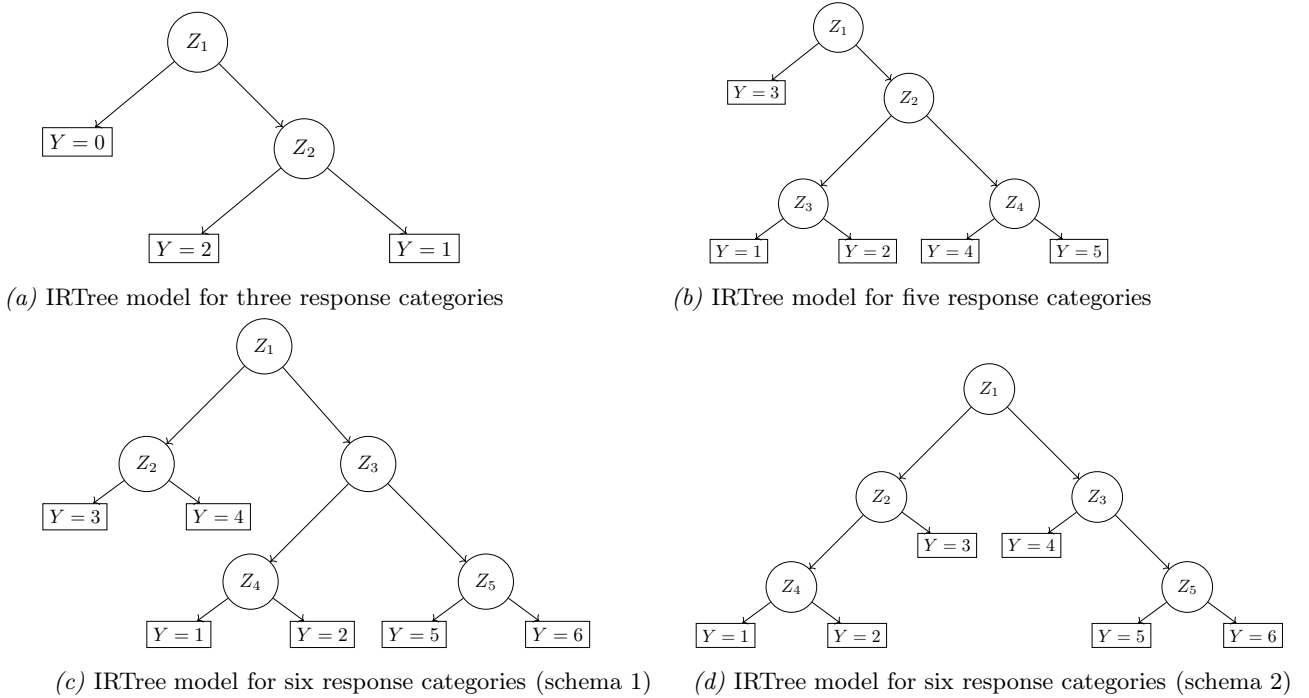 Z₁
Y = 0
Z₂
Y = 2
Y = 1
(a) IRTree model for three response categories
Z₁
Y = 3
Z₂
Z₃
Z₄
Y = 1
Y = 2
Y = 4
Y = 5
(b) IRTree model for five response categories
Z₁
Z₂
Z₃
Y = 3
Y = 4
Z₄
Z₅
Y = 1
Y = 2
Y = 5
Y = 6
(c) IRTree model for six response categories (schema 1)
Z₁
Z₂
Z₃
Y = 3
Y = 4
Z₄
Z₅
Y = 1
Y = 2
Y = 5
Y = 6
(d) IRTree model for six response categories (schema 2)